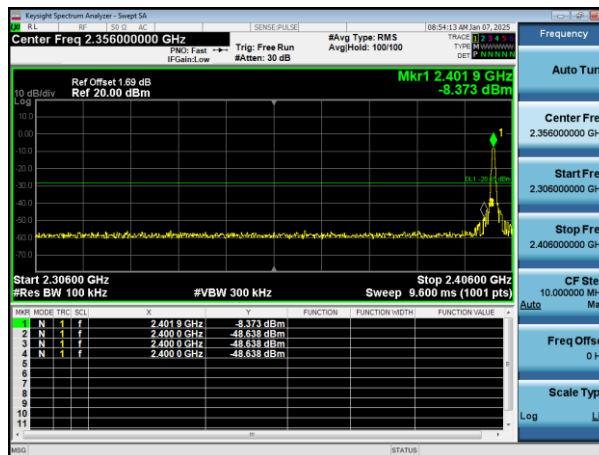 Keysight Spectrum Analyzer - Swept SA
RL RF 50 Ω AC SENSE:PULSE 08:54:13 AM Jan 07, 2025
Center Freq 2.356000000 GHz
PNO: Fast
IFGain:Low
Trig: Free Run
#Atten: 30 dB
#Avg Type: RMS
Avg|Hold: 100/100
TRACE 1 2 3 4 5 6
TYPE M W W W W W
DET P N N N N N
Ref Offset 1.69 dB
Ref 20.00 dBm
10 dB/div
Log
Mkr1 2.401 9 GHz
-8.373 dBm
10.0
0.00
-10.0
-20.0
-30.0
-40.0
-50.0
-60.0
-70.0
1
Start 2.30600 GHz
Stop 2.40600 GHz
#Res BW 100 kHz
#VBW 300 kHz
Sweep 9.600 ms (1001 pts)
MKR MODE TRC SCL X Y FUNCTION FUNCTION WIDTH FUNCTION VALUE
1 N 1 f 2.401 9 GHz -8.373 dBm
2 N 1 f 2.400 0 GHz -48.638 dBm
3 N 1 f 2.400 0 GHz -48.638 dBm
4 N 1 f 2.400 0 GHz -48.638 dBm
5
6
7
8
9
10
11
MSG STATUS
Frequency
Auto Tun
Center Fre
2.356000000 GH
Start Fre
2.306000000 GH
Stop Fre
2.406000000 GH
CF Ste
10.000000 MH
Auto Ma
Freq Offse
0 H
Scale Typ
Log Li